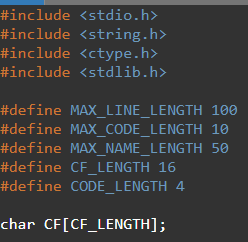 #include <stdio.h>
#include <string.h>
#include <ctype.h>
#include <stdlib.h>
#define MAX_LINE_LENGTH 100
#define MAX_CODE_LENGTH 10
#define MAX_NAME_LENGTH 50
#define CF_LENGTH 16
#define CODE_LENGTH 4
char CF[CF_LENGTH];